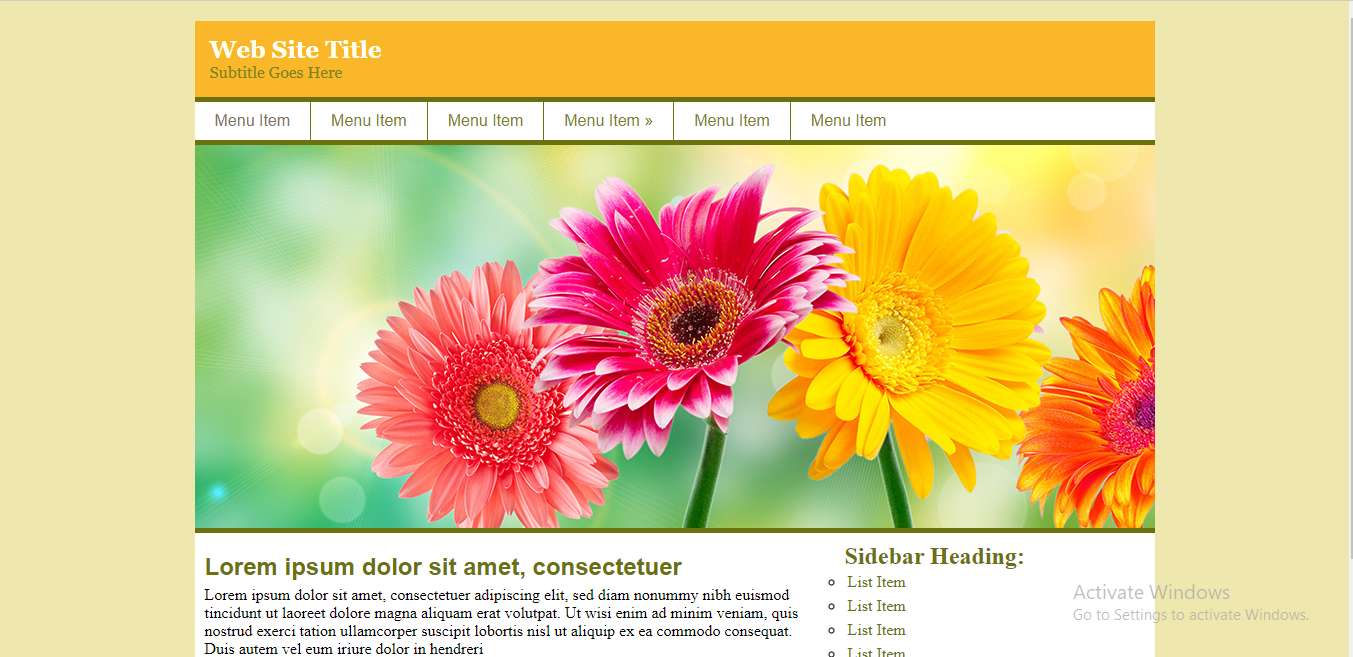 Web Site Title
Subtitle Goes Here
Menu Item
Menu Item
Menu Item
Menu Item »
Menu Item
Menu Item
Lorem ipsum dolor sit amet, consectetuer
Lorem ipsum dolor sit amet, consectetuer adipiscing elit, sed diam nonummy nibh euismod
tincidunt ut laoreet dolore magna aliquam erat volutpat. Ut wisi enim ad minim veniam, quis
nostrud exerci tation ullamcorper suscipit lobortis nisl ut aliquip ex ea commodo consequat.
Duis autem vel eum iriure dolor in hendreri
Sidebar Heading:
List Item
List Item
List Item
List Item
Activate Windows
Go to Settings to activate Windows.